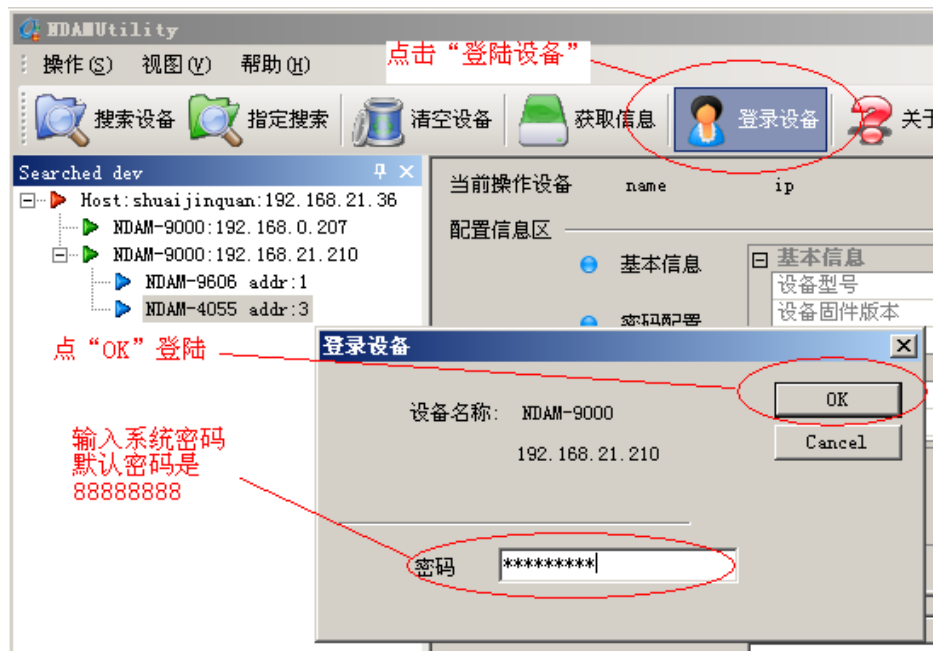 NDAMUtility
操作(S) 视图(V) 帮助(H)
点击“登陆设备”
搜索设备 指定搜索 清空设备 获取信息 登录设备 关于
Searched dev
Host:shuaijinquan:192.168.21.36
NDAM-9000:192.168.0.207
NDAM-9000:192.168.21.210
NDAM-9606 addr:1
NDAM-4055 addr:3
当前操作设备 name ip
配置信息区
基本信息
密码配置
基本信息
设备型号
设备固件版本
点“OK”登陆
登录设备
设备名称: NDAM-9000
192.168.21.210
OK
Cancel
输入系统密码
默认密码是
88888888
密码 *********